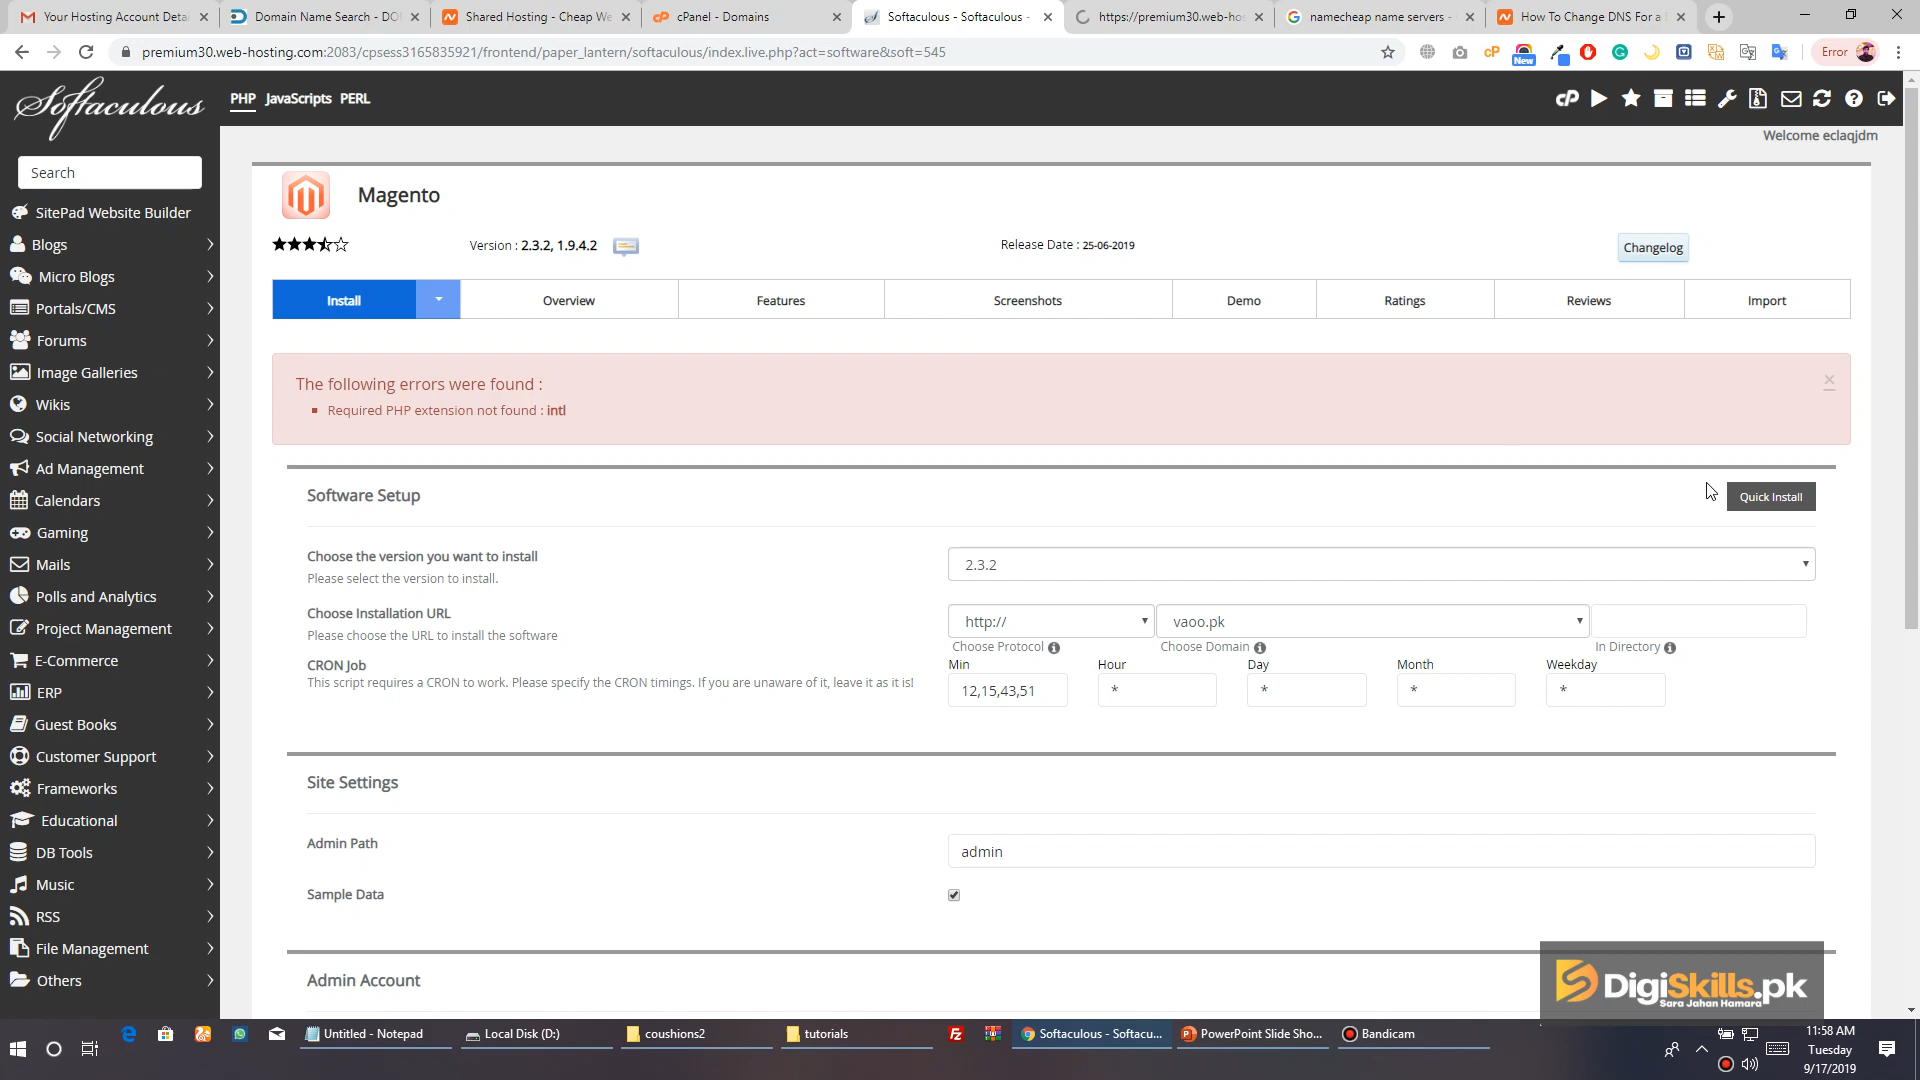 Your Hosting Account Detai
Domain Name Search - DO
Shared Hosting - Cheap We
cPanel - Domains
Softaculous - Softaculous -
https://premium30.web-hos
namecheap name servers -
How To Change DNS For a
premium30.web-hosting.com:2083/cpsess3165835921/frontend/paper_lantern/softaculous/index.live.php?act=software&soft=545
New
Error
Softaculous
PHP JavaScripts PERL
Welcome eclaqjdm
Search
SitePad Website Builder
Blogs
Micro Blogs
Portals/CMS
Forums
Image Galleries
Wikis
Social Networking
Ad Management
Calendars
Gaming
Mails
Polls and Analytics
Project Management
E-Commerce
ERP
Guest Books
Customer Support
Frameworks
Educational
DB Tools
Music
RSS
File Management
Others
Magento
Version : 2.3.2, 1.9.4.2
Release Date : 25-06-2019
Changelog
Install
Overview
Features
Screenshots
Demo
Ratings
Reviews
Import
The following errors were found :
Required PHP extension not found : intl
Software Setup
Quick Install
Choose the version you want to install
Please select the version to install.
2.3.2
Choose Installation URL
Please choose the URL to install the software
http://
vaoo.pk
Choose Protocol
Choose Domain
In Directory
CRON Job
This script requires a CRON to work. Please specify the CRON timings. If you are unaware of it, leave it as it is!
Min
Hour
Day
Month
Weekday
12,15,43,51
*
*
*
*
Site Settings
Admin Path
admin
Sample Data
Admin Account
DigiSkills.pk
Sara Jahan Hamara
Untitled - Notepad
Local Disk (D:)
coushions2
tutorials
Softaculous - Softacu...
PowerPoint Slide Sho...
Bandicam
11:58 AM
Tuesday
9/17/2019